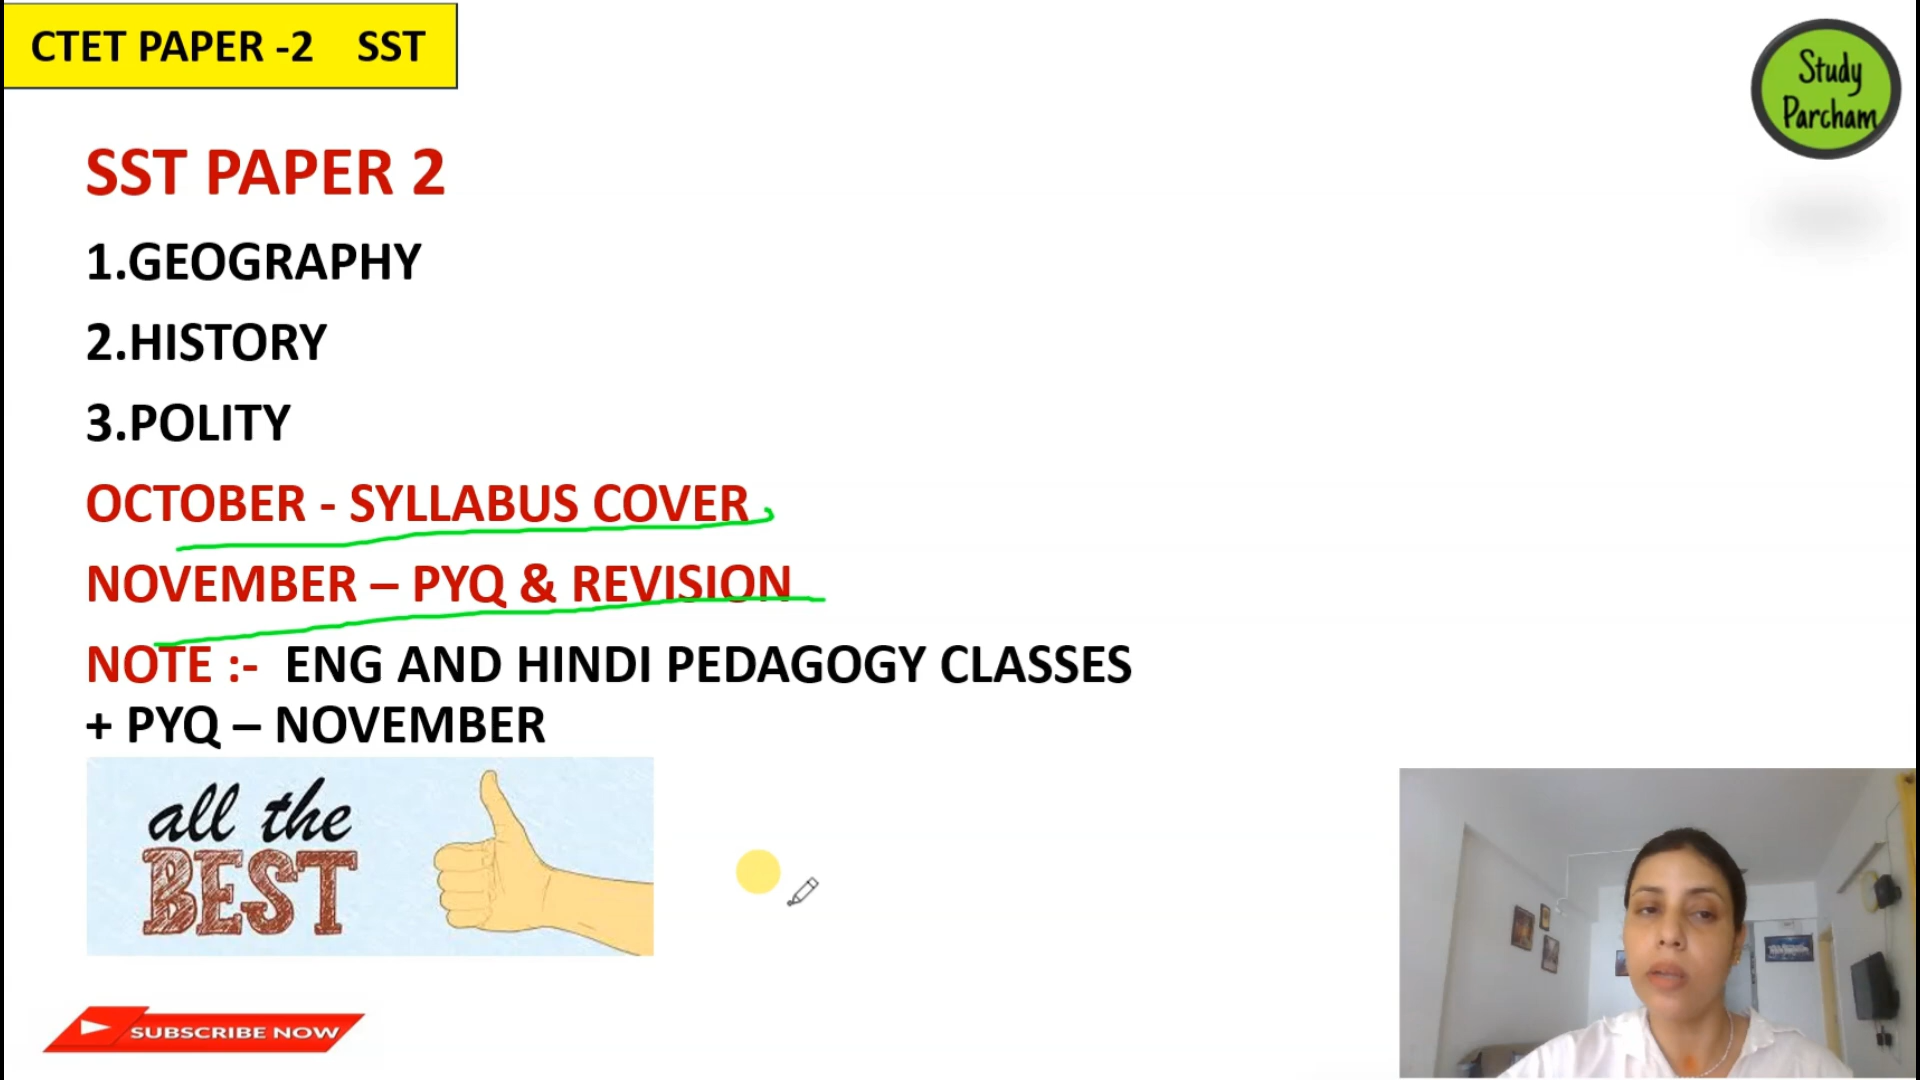 CTET PAPER -2 SST
Study
Parcham
SST PAPER 2
1.GEOGRAPHY
2.HISTORY
3.POLITY
OCTOBER - SYLLABUS COVER
NOVEMBER – PYQ & REVISION
NOTE :- ENG AND HINDI PEDAGOGY CLASSES
+ PYQ – NOVEMBER
all the
BEST
SUBSCRIBE NOW